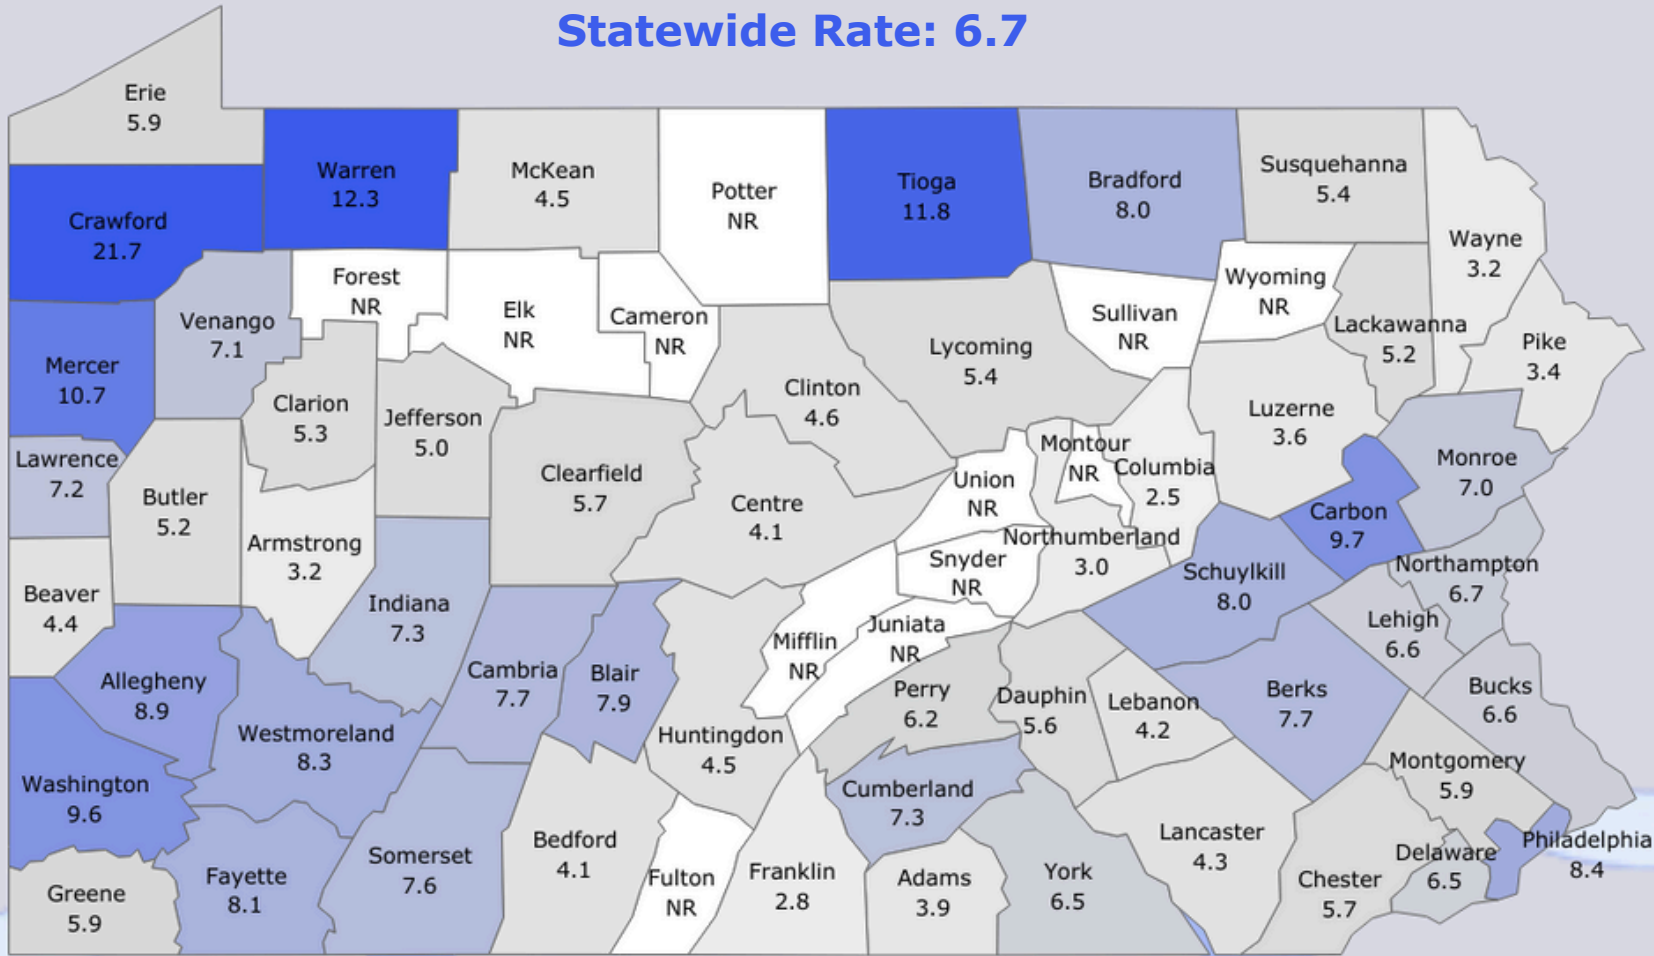 Statewide Rate: 6.7
Erie
5.9
Warren
12.3
McKean
4.5
Potter
NR
Tioga
11.8
Bradford
8.0
Susquehanna
5.4
Wayne
3.2
Crawford
21.7
Forest
NR
Elk
NR
Cameron
NR
Sullivan
NR
Wyoming
NR
Lackawanna
5.2
Pike
3.4
Venango
7.1
Mercer
10.7
Clarion
5.3
Jefferson
5.0
Clinton
4.6
Lycoming
5.4
Luzerne
3.6
Monroe
7.0
Lawrence
7.2
Butler
5.2
Clearfield
5.7
Centre
4.1
Union
NR
Montour
NR
Columbia
2.5
Carbon
9.7
Armstrong
3.2
Snyder
NR
Northumberland
3.0
Schuylkill
8.0
Northampton
6.7
Beaver
4.4
Indiana
7.3
Mifflin
NR
Juniata
NR
Lehigh
6.6
Allegheny
8.9
Westmoreland
8.3
Cambria
7.7
Blair
7.9
Huntingdon
4.5
Perry
6.2
Dauphin
5.6
Lebanon
4.2
Berks
7.7
Bucks
6.6
Washington
9.6
Cumberland
7.3
Montgomery
5.9
Greene
5.9
Fayette
8.1
Somerset
7.6
Bedford
4.1
Fulton
NR
Franklin
2.8
Adams
3.9
York
6.5
Lancaster
4.3
Chester
5.7
Delaware
6.5
Philadelphia
8.4